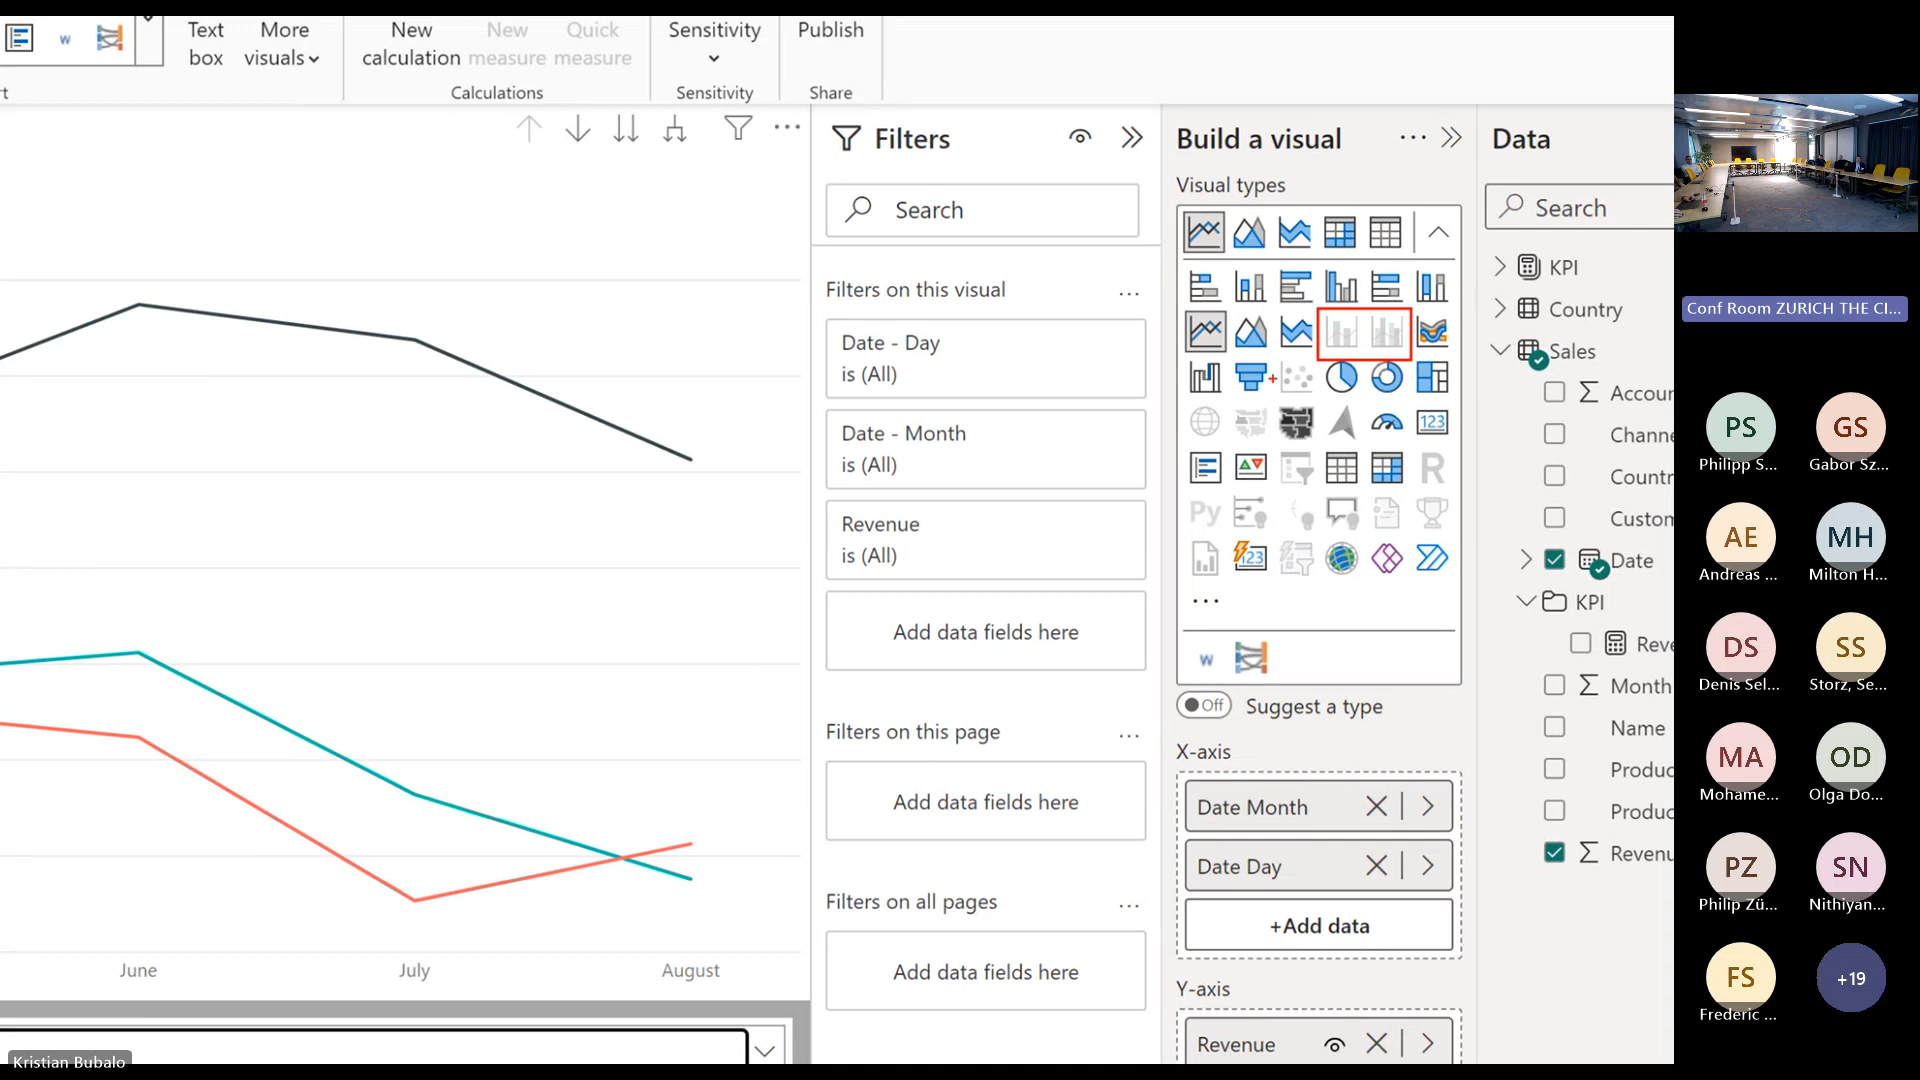 Text
box
More
visuals
New
calculation
New
measure
Quick
measure
Calculations
Sensitivity
Sensitivity
Publish
Share
Filters
Search
Filters on this visual
...
Date - Day
is (All)
Date - Month
is (All)
Revenue
is (All)
Add data fields here
Filters on this page
...
Add data fields here
Filters on all pages
...
Add data fields here
June
July
August
Build a visual
...
Visual types
123
R
Py
123
...
w
Off
Suggest a type
X-axis
Date Month
Date Day
+Add data
Y-axis
Revenue
Data
Search
KPI
Country
Sales
Accour
Channe
Countr
Custom
Date
KPI
Reve
Month
Name
Produc
Produc
Revenu
Conf Room ZURICH THE CI...
PS
Philipp S...
GS
Gabor Sz...
AE
Andreas ...
MH
Milton H...
DS
Denis Sel...
SS
Storz, Se...
MA
Mohame...
OD
Olga Do...
PZ
Philip Zü...
SN
Nithiyan...
FS
Frederic ...
+19
Kristian Bubalo